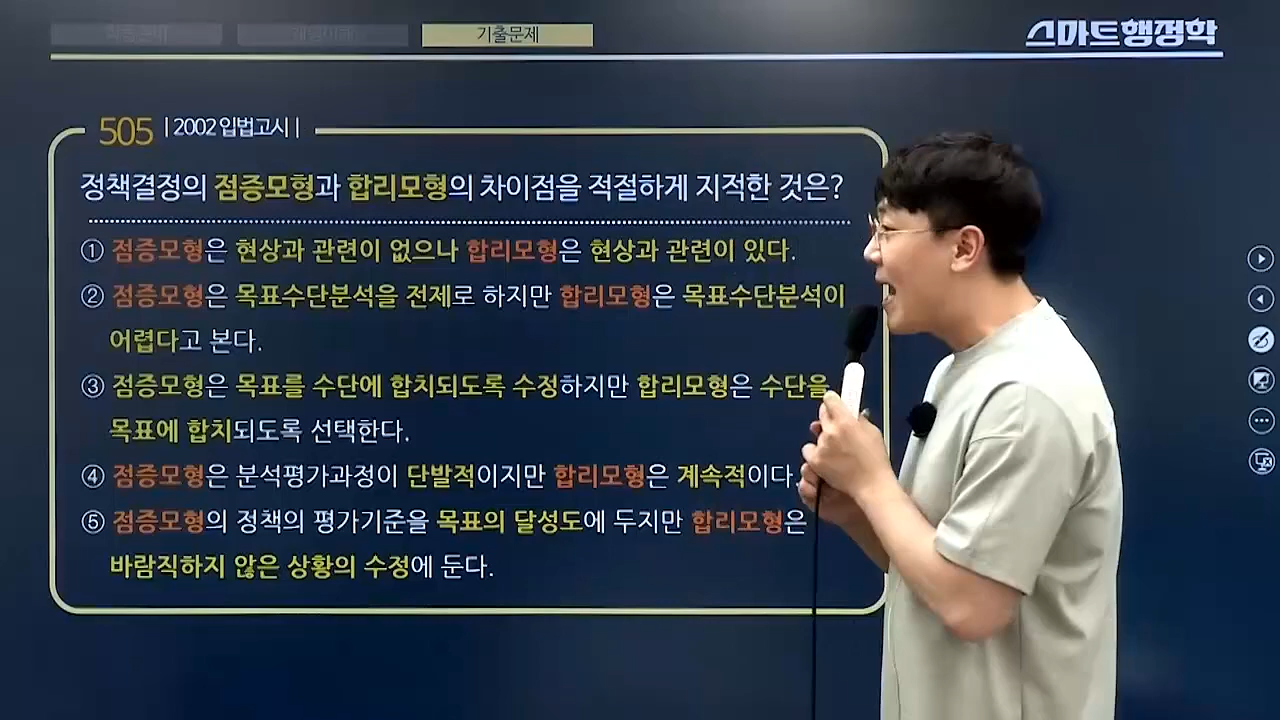 기출문제
스마트행정학
505 | 2002 입법고시 |
정책결정의 점증모형과 합리모형의 차이점을 적절하게 지적한 것은?
① 점증모형은 현상과 관련이 없으나 합리모형은 현상과 관련이 있다.
② 점증모형은 목표수단분석을 전제로 하지만 합리모형은 목표수단분석이
어렵다고 본다.
③ 점증모형은 목표를 수단에 합치되도록 수정하지만 합리모형은 수단을
목표에 합치되도록 선택한다.
④ 점증모형은 분석평가과정이 단발적이지만 합리모형은 계속적이다.
⑤ 점증모형의 정책의 평가기준을 목표의 달성도에 두지만 합리모형은
바람직하지 않은 상황의 수정에 둔다.